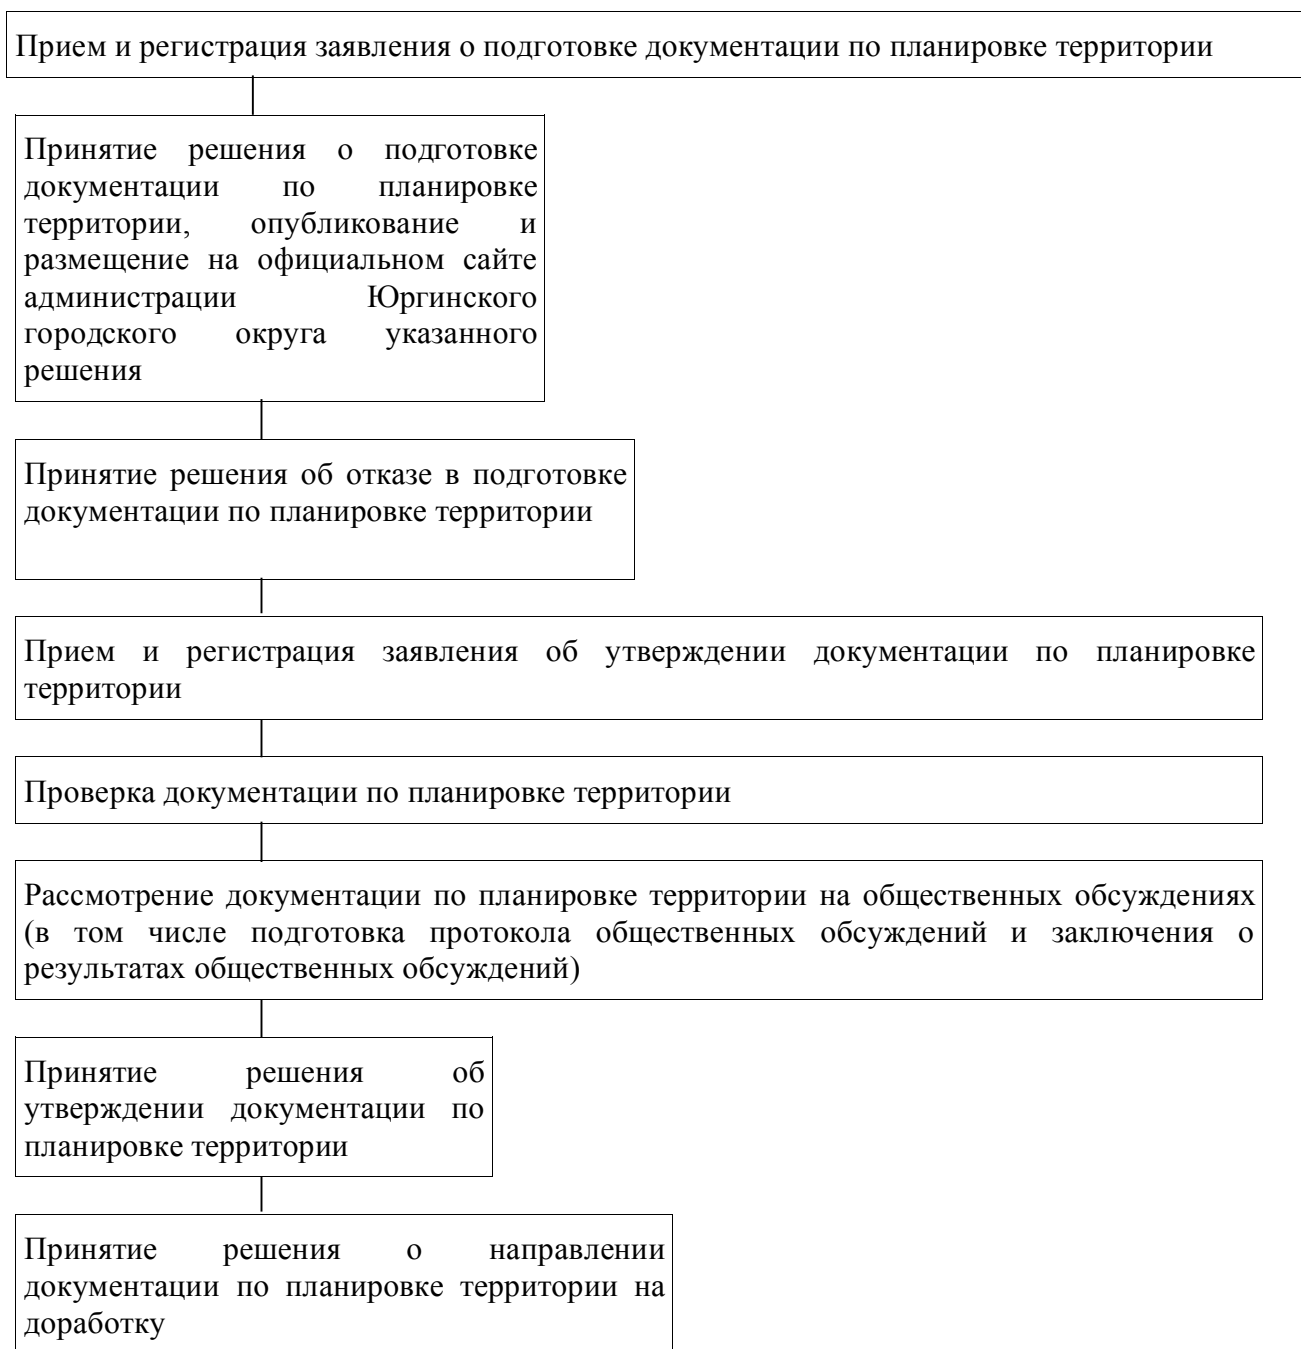 Прием и регистрация заявления о подготовке документации по планировке территории
Принятие решения о подготовке
документации по планировке
территории, опубликование и
размещение на официальном сайте
администрации Юргинского
городского округа указанного
решения
Принятие решения об отказе в подготовке
документации по планировке территории
Прием и регистрация заявления об утверждении документации по планировке
территории
Проверка документации по планировке территории
Рассмотрение документации по планировке территории на общественных обсуждениях
(в том числе подготовка протокола общественных обсуждений и заключения о
результатах общественных обсуждений)
Принятие решения об
утверждении документации по
планировке территории
Принятие решения о направлении
документации по планировке территории на
доработку